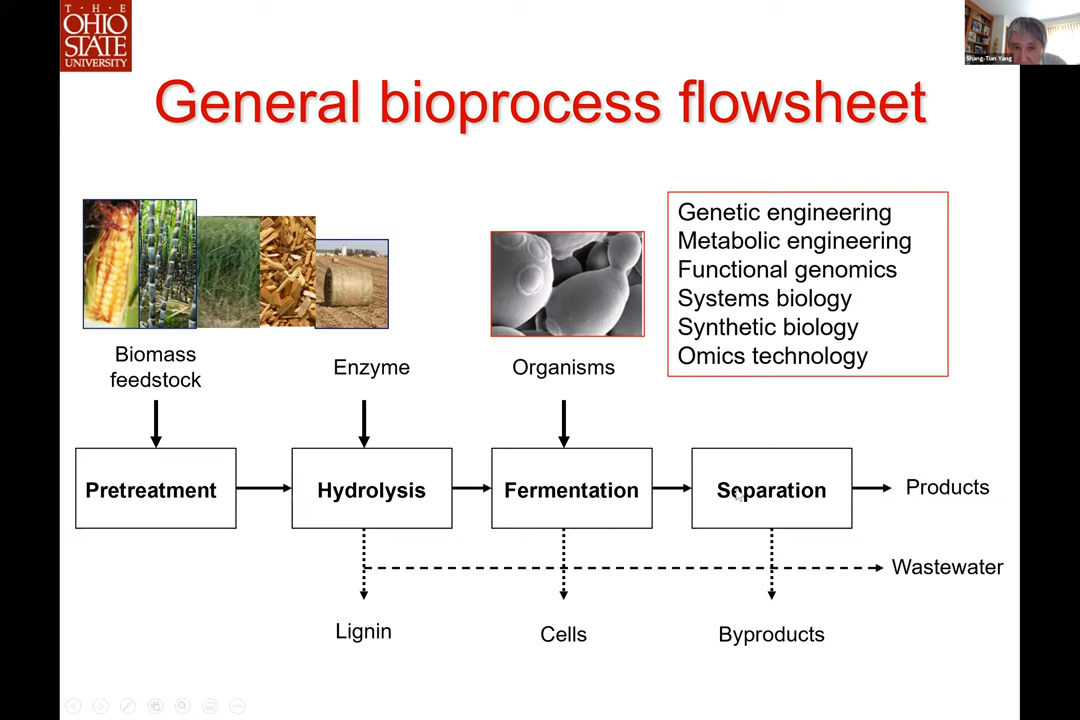 THE
OHIO
STATE
UNIVERSITY
Shang-Tian Yang
General bioprocess flowsheet
Genetic engineering
Metabolic engineering
Functional genomics
Systems biology
Synthetic biology
Omics technology
Biomass
feedstock
Enzyme
Organisms
Pretreatment
Hydrolysis
Fermentation
Separation
Products
Wastewater
Lignin
Cells
Byproducts